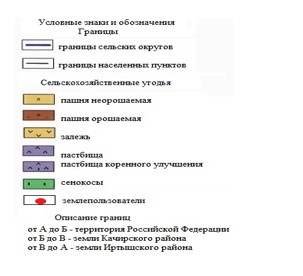 Условные знаки и обозначения
Границы
границы сельских округов
границы населенных пунктов
Сельскохозяйственные угодья
пашня неорошаемая
пашня орошаемая
залежь
пастбища
пастбища коренного улучшения
сенокосы
землепользователи
Описание границ
от А до Б - территория Российской Федерации
от Б до В - земли Качирского района
от В до А - земли Иртышского района